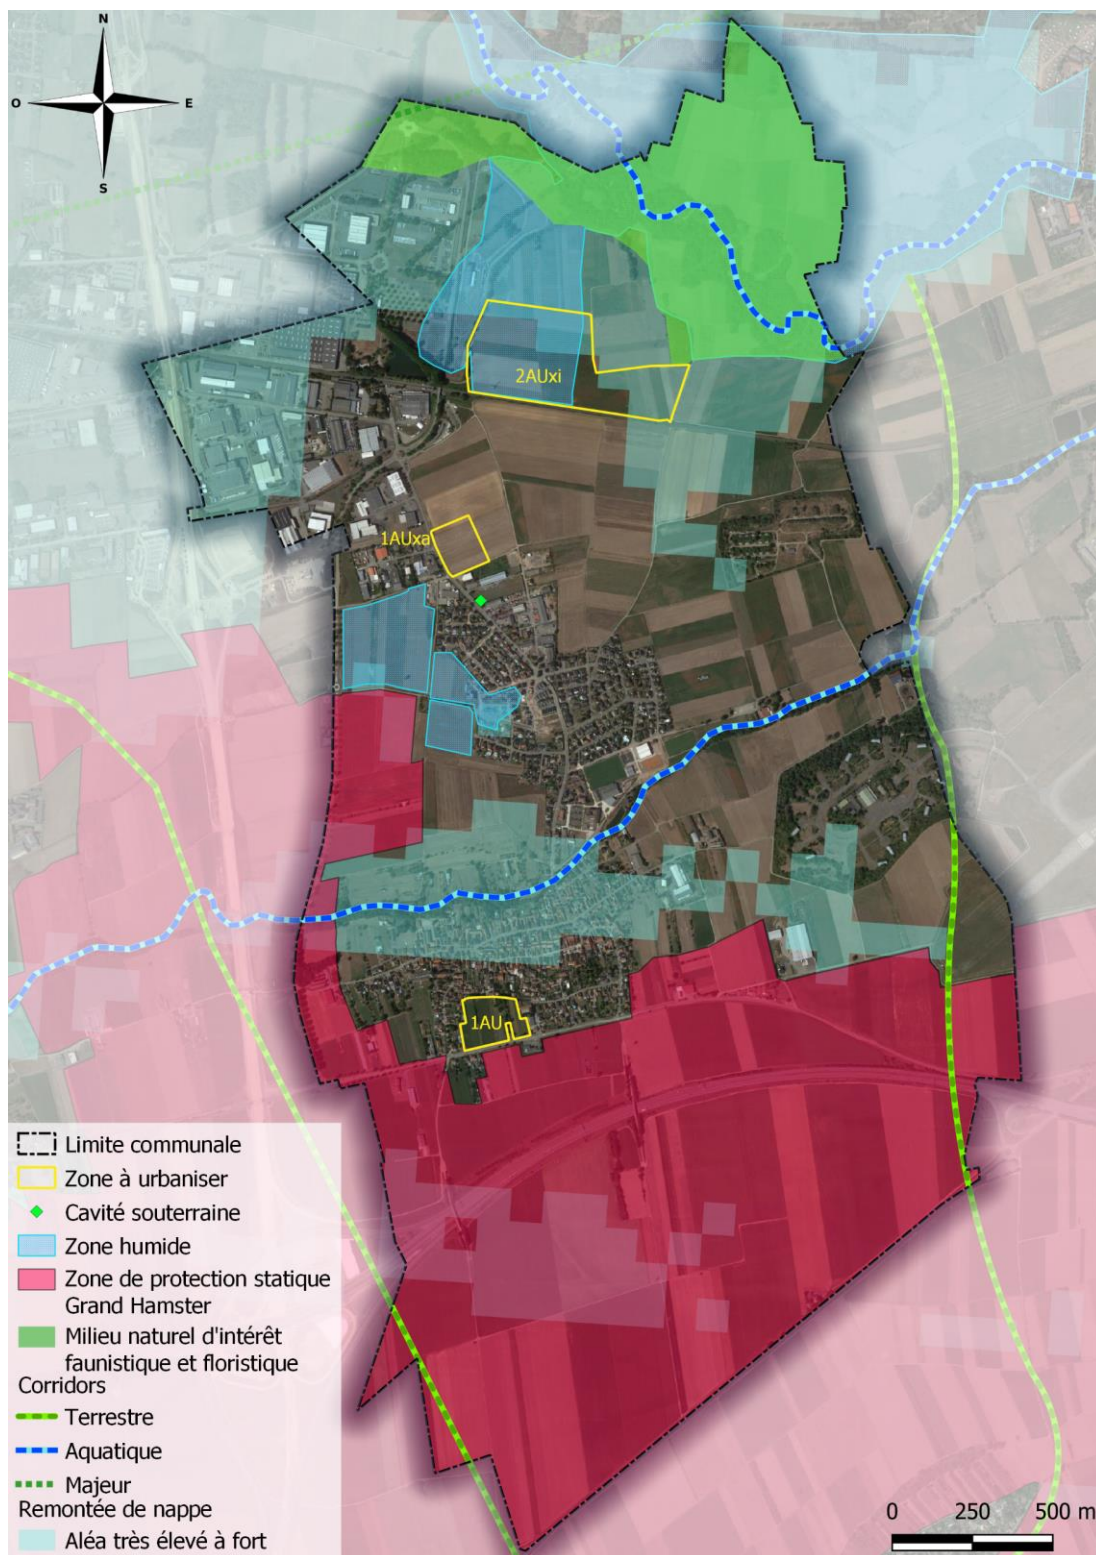 N
O
E
S
2AUxi
1AUxa
1AU
Limite communale
Zone à urbaniser
Cavité souterraine
Zone humide
Zone de protection statique
Grand Hamster
Milieu naturel d'intérêt
faunistique et floristique
Corridors
Terrestre
Aquatique
Majeur
Remontée de nappe
Aléa très élevé à fort
0 250 500 m